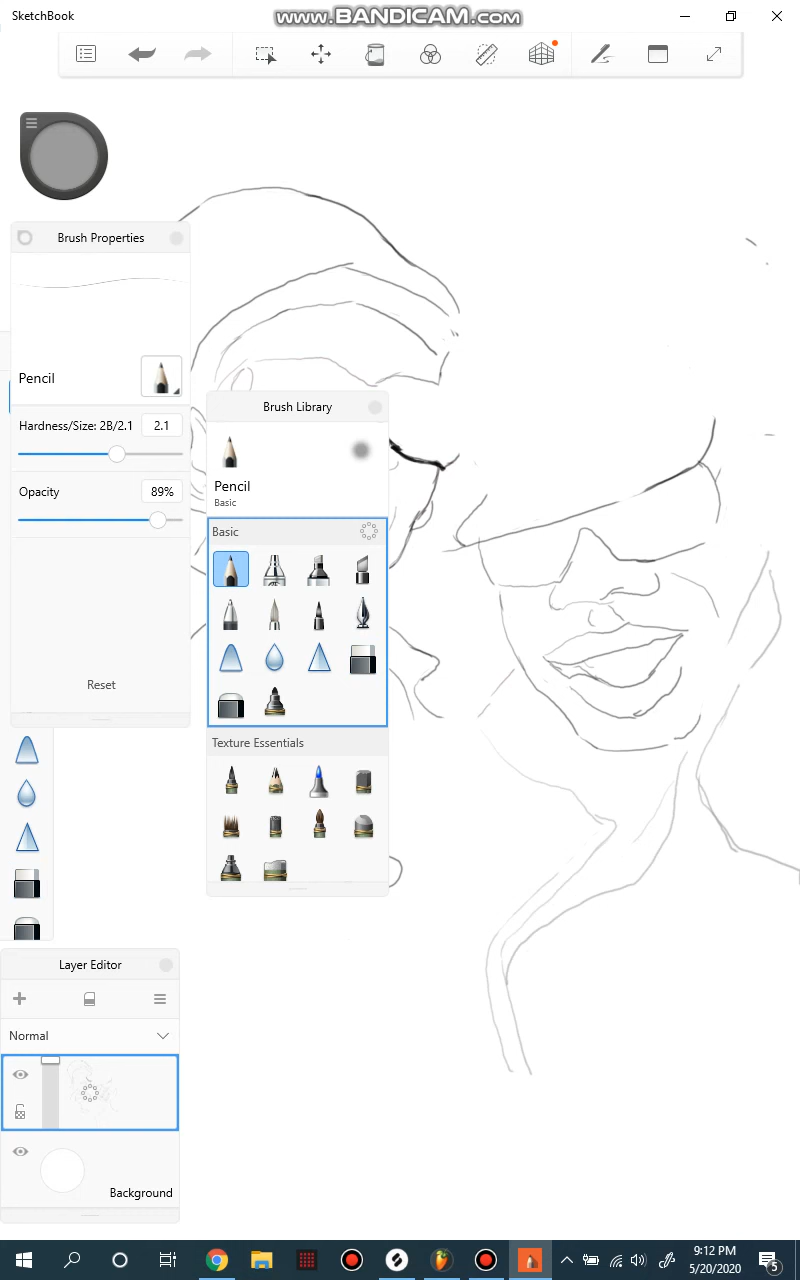 SketchBook
www.BANDICAM.com
Brush Properties
Pencil
Hardness/Size: 2B/2.1
2.1
Opacity
89%
Reset
Brush Library
Pencil
Basic
Basic
Texture Essentials
Layer Editor
Normal
Background
9:12 PM
5/20/2020
5